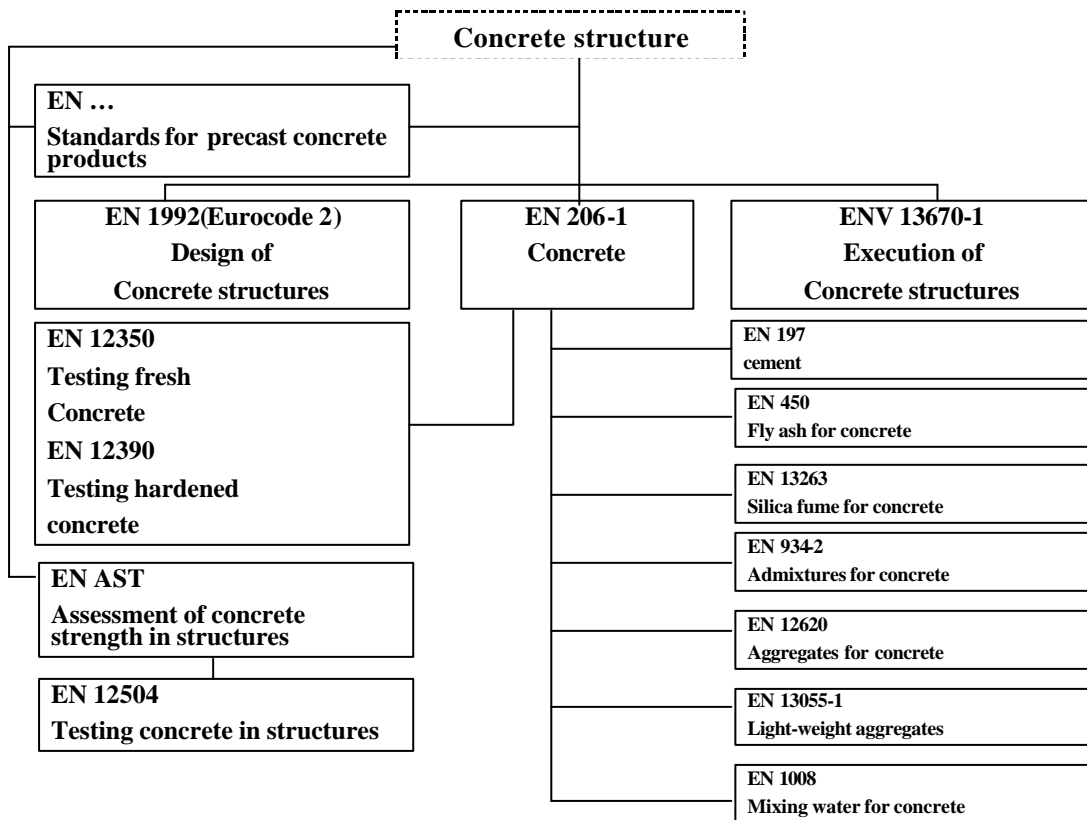 Concrete structure
EN …
Standards for precast concrete
products
EN 1992(Eurocode 2)
Design of
Concrete structures
EN 206-1
Concrete
ENV 13670-1
Execution of
Concrete structures
EN 12350
Testing fresh
Concrete
EN 12390
Testing hardened
concrete
EN AST
Assessment of concrete
strength in structures
EN 12504
Testing concrete in structures
EN 197
cement
EN 450
Fly ash for concrete
EN 13263
Silica fume for concrete
EN 934-2
Admixtures for concrete
EN 12620
Aggregates for concrete
EN 13055-1
Light-weight aggregates
EN 1008
Mixing water for concrete